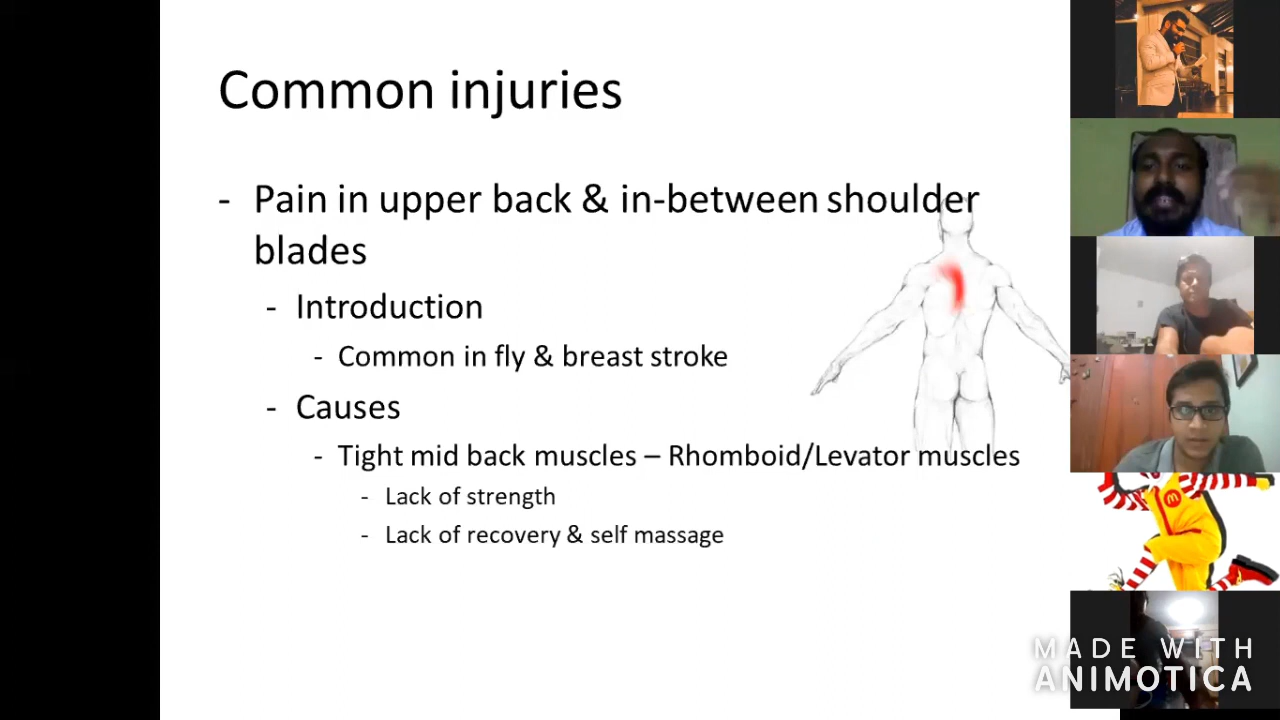 Common injuries
- Pain in upper back & in-between shoulder
blades
- Introduction
- Common in fly & breast stroke
- Causes
- Tight mid back muscles – Rhomboid/Levator muscles
- Lack of strength
- Lack of recovery & self massage
MADE WITH
ANIMOTICA